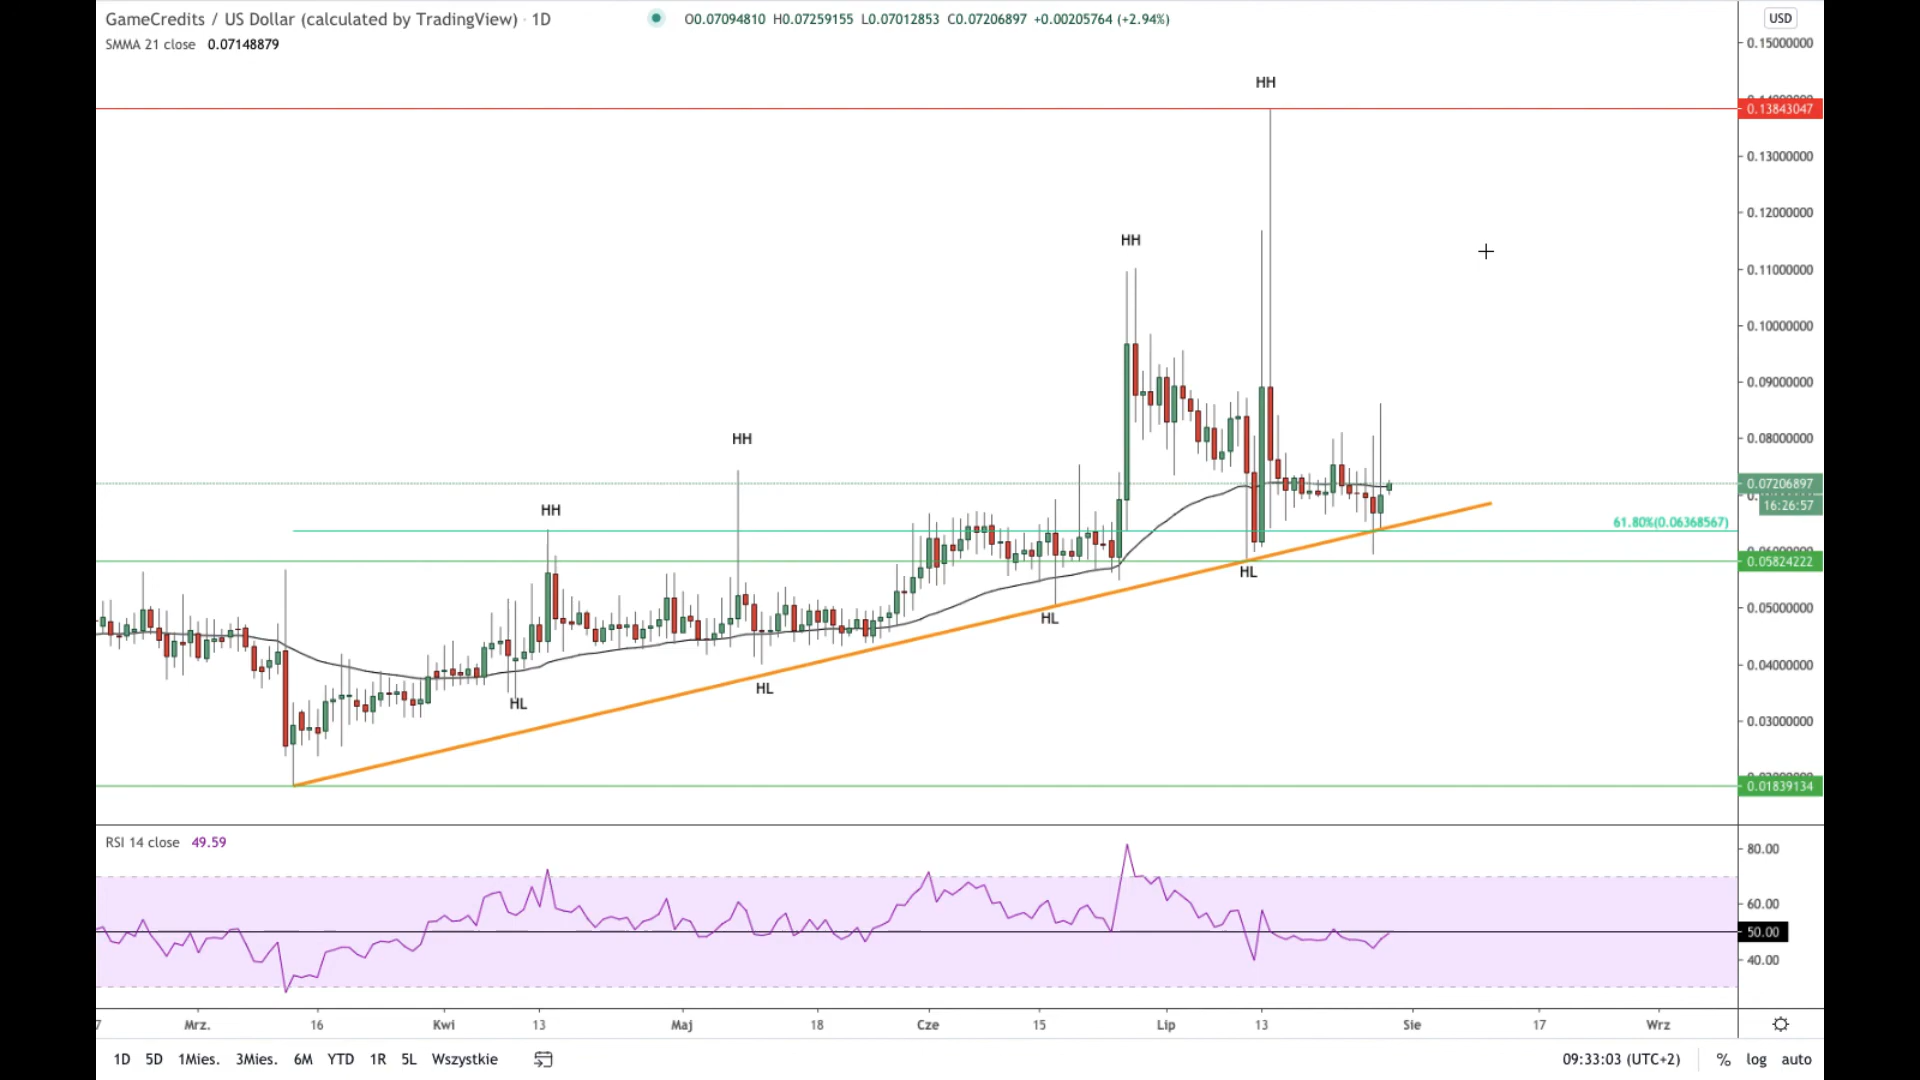 GameCredits / US Dollar (calculated by TradingView) · 1D O0.07094810 H0.07259155 L0.07012853 C0.07206897 +0.00205764 (+2.94%)
USD
SMMA 21 close 0.07148879
0.15000000
HH
0.13843047
0.13000000
0.12000000
HH
0.11000000
0.10000000
0.09000000
HH
0.08000000
0.07206897
16:26:57
HH
61.80%(0.06368567)
0.05824222
HL
0.05000000
HL
0.04000000
HL
HL
0.03000000
0.01839134
RSI 14 close 49.59
80.00
60.00
50.00
40.00
7 Mrz. 16 Kwi 13 Maj 18 Cze 15 Lip 13 Sie 17 Wrz
1D 5D 1Mies. 3Mies. 6M YTD 1R 5L Wszystkie 09:33:03 (UTC+2) % log auto